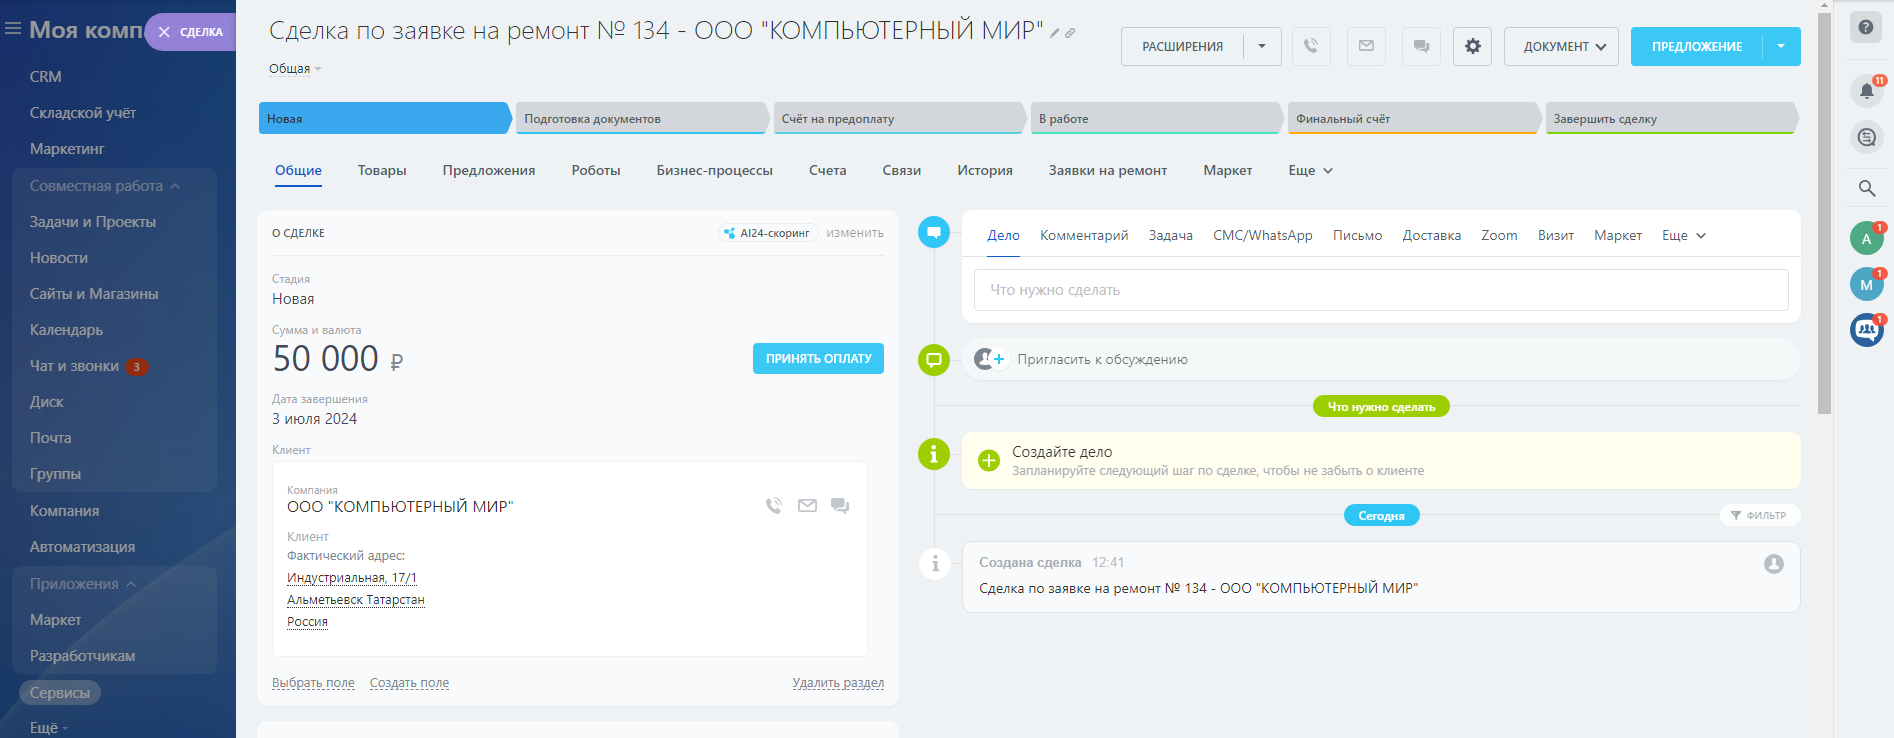 Моя комп
СДЕЛКА
CRM
Складской учёт
Маркетинг
Совместная работа
Задачи и Проекты
Новости
Сайты и Магазины
Календарь
Чат и звонки 3
Диск
Почта
Группы
Компания
Автоматизация
Приложения
Маркет
Разработчикам
Сервисы
Ещё
Сделка по заявке на ремонт № 134 - ООО "КОМПЬЮТЕРНЫЙ МИР"
Общая
РАСШИРЕНИЯ
ДОКУМЕНТ
ПРЕДЛОЖЕНИЕ
Новая Подготовка документов Счёт на предоплату В работе Финальный счёт Завершить сделку
Общие Товары Предложения Роботы Бизнес-процессы Счета Связи История Заявки на ремонт Маркет Еще
О СДЕЛКЕ
AI24-скоринг изменить
Стадия
Новая
Сумма и валюта
50 000 ₽
ПРИНЯТЬ ОПЛАТУ
Дата завершения
3 июля 2024
Клиент
Компания
ООО "КОМПЬЮТЕРНЫЙ МИР"
Клиент
Фактический адрес:
Индустриальная, 17/1
Альметьевск Татарстан
Россия
Выбрать поле Создать поле Удалить раздел
Дело Комментарий Задача СМС/WhatsApp Письмо Доставка Zoom Визит Маркет Еще
Что нужно сделать
Пригласить к обсуждению
Что нужно сделать
Создайте дело
Запланируйте следующий шаг по сделке, чтобы не забыть о клиенте
Сегодня
ФИЛЬТР
Создана сделка 12:41
Сделка по заявке на ремонт № 134 - ООО "КОМПЬЮТЕРНЫЙ МИР"
?
11
A 1
M 1
1